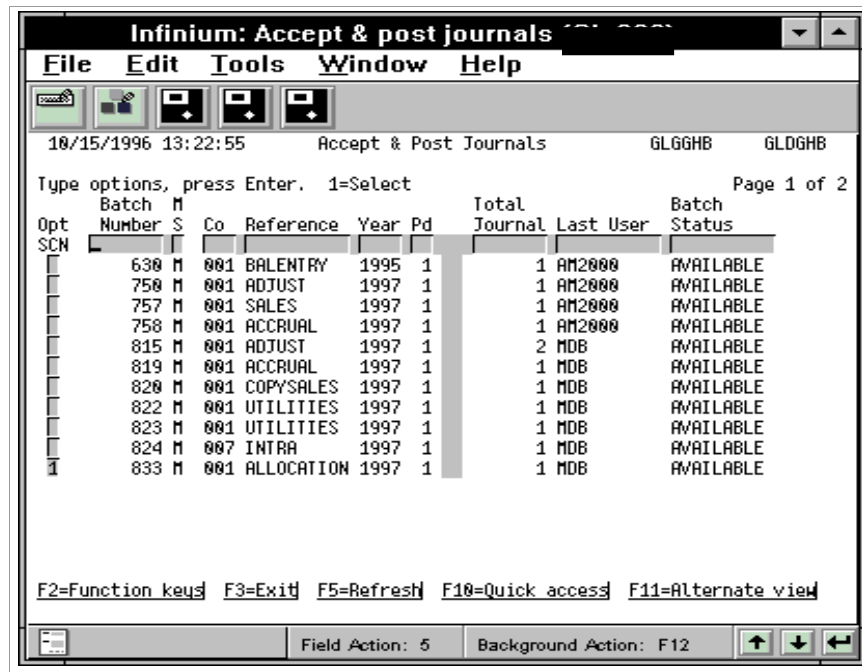 Infinium: Accept & post journals
File Edit Tools Window Help
10/15/1996 13:22:55 Accept & Post Journals GLGGHB GLDGHB
Type options, press Enter. 1=Select Page 1 of 2
Batch M Total Batch
Opt Number S Co Reference Year Pd Journal Last User Status
SCN
630 M 001 BALENTRY 1995 1 1 AM2000 AVAILABLE
750 M 001 ADJUST 1997 1 1 AM2000 AVAILABLE
757 M 001 SALES 1997 1 1 AM2000 AVAILABLE
758 M 001 ACCRUAL 1997 1 1 AM2000 AVAILABLE
815 M 001 ADJUST 1997 1 2 MDB AVAILABLE
819 M 001 ACCRUAL 1997 1 1 MDB AVAILABLE
820 M 001 COPYSALES 1997 1 1 MDB AVAILABLE
822 M 001 UTILITIES 1997 1 1 MDB AVAILABLE
823 M 001 UTILITIES 1997 1 1 MDB AVAILABLE
824 M 007 INTRA 1997 1 1 MDB AVAILABLE
1 833 M 001 ALLOCATION 1997 1 1 MDB AVAILABLE
F2=Function keys F3=Exit F5=Refresh F10=Quick access F11=Alternate view
Field Action: 5 Background Action: F12